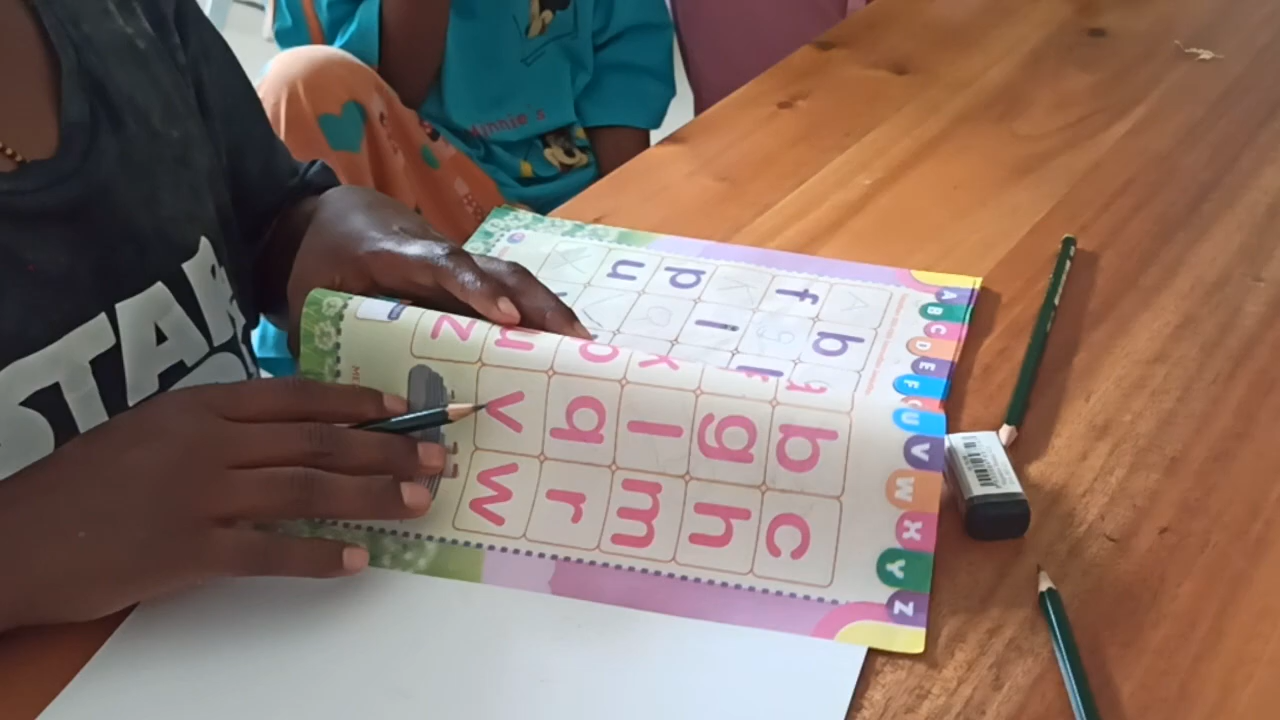 STAR
Minnie's
A B C D E F
u p f
l b
U V W X Y Z
a b c
g h
k l m
p q r
u v w
z